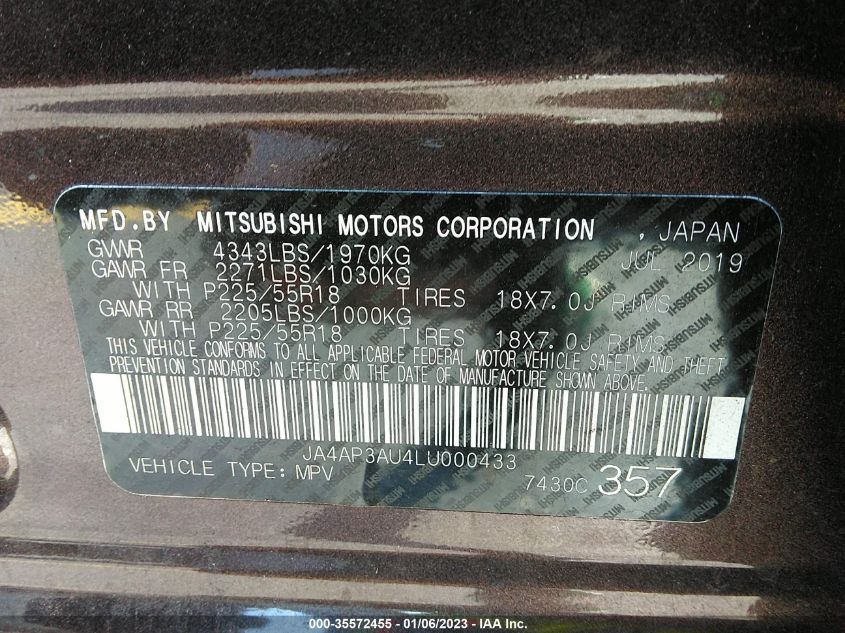 MFD.BY MITSUBISHI MOTORS CORPORATION , JAPAN
GVWR 4343LBS/1970KG JUL 2019
GAWR FR 2271LBS/1030KG
WITH P225/55R18 TIRES 18X7.0J RIMS
GAWR RR 2205LBS/1000KG
WITH P225/55R18 TIRES 18X7.0J RIMS
THIS VEHICLE CONFORMS TO ALL APPLICABLE FEDERAL MOTOR VEHICLE SAFETY AND THEFT
PREVENTION STANDARDS IN EFFECT ON THE DATE OF MANUFACTURE SHOWN ABOVE.
JA4AP3AU4LU000433
VEHICLE TYPE: MPV 7430C 357
000-35572455 - 01/06/2023 - IAA Inc.